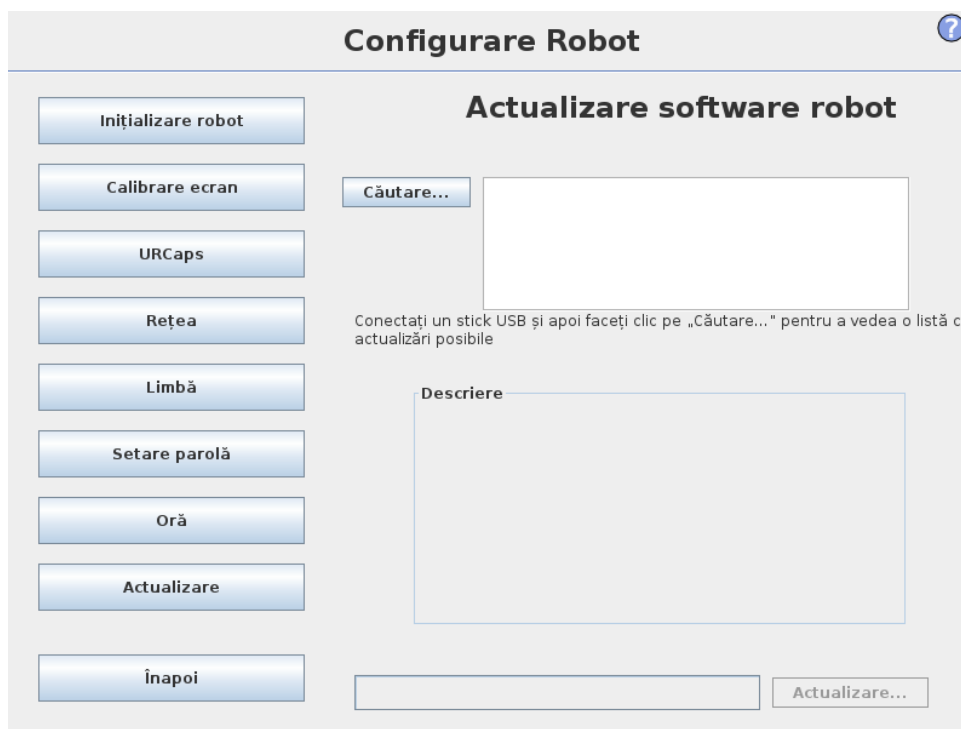 Configurare Robot
?
Inițializare robot
Calibrare ecran
URCaps
Rețea
Limbă
Setare parolă
Oră
Actualizare
Înapoi
Actualizare software robot
Căutare...
Conectați un stick USB și apoi faceți clic pe „Căutare..." pentru a vedea o listă c
actualizări posibile
Descriere
Actualizare...